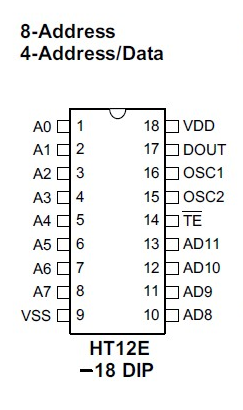 8-Address
4-Address/Data
A0 1 18 VDD
A1 2 17 DOUT
A2 3 16 OSC1
A3 4 15 OSC2
A4 5 14 T̅E̅
A5 6 13 AD11
A6 7 12 AD10
A7 8 11 AD9
VSS 9 10 AD8
HT12E
–18 DIP